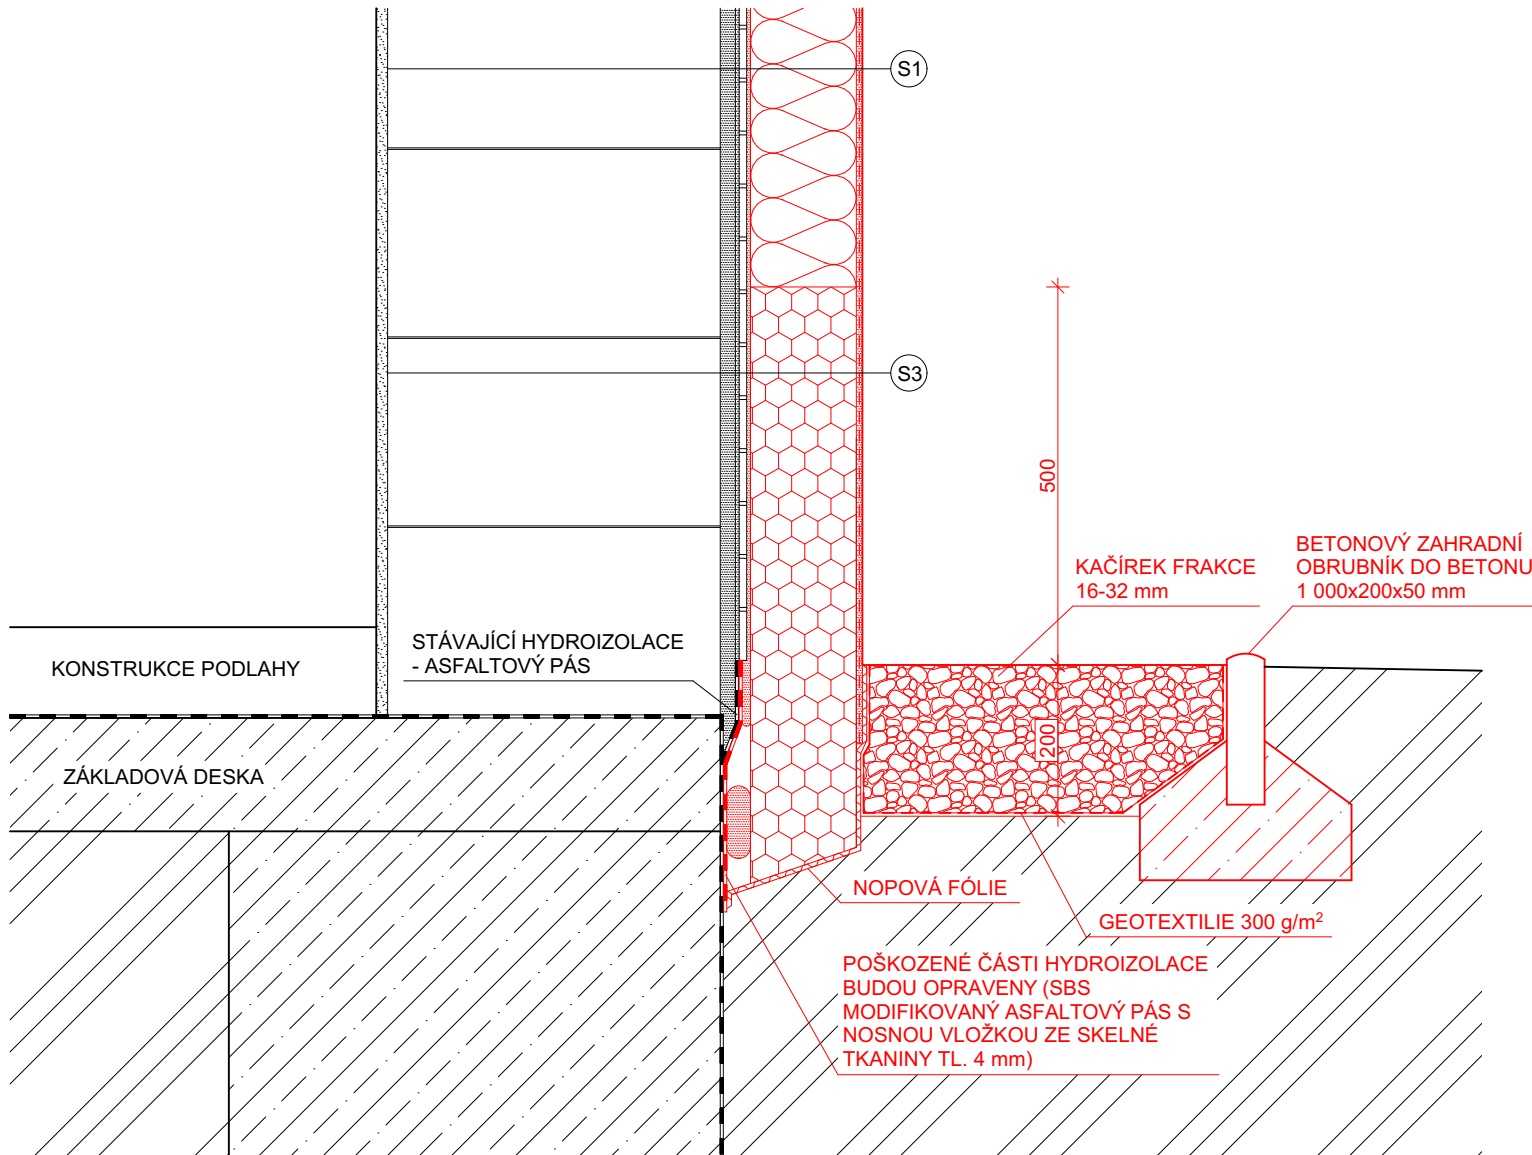 S1
S3
500
BETONOVÝ ZAHRADNÍ
OBRUBNÍK DO BETONU
1 000x200x50 mm
KAČÍREK FRAKCE
16-32 mm
STÁVAJÍCÍ HYDROIZOLACE
- ASFALTOVÝ PÁS
KONSTRUKCE PODLAHY
200
ZÁKLADOVÁ DESKA
NOPOVÁ FÓLIE
GEOTEXTILIE 300 g/m²
POŠKOZENÉ ČÁSTI HYDROIZOLACE
BUDOU OPRAVENY (SBS
MODIFIKOVANÝ ASFALTOVÝ PÁS S
NOSNOU VLOŽKOU ZE SKELNÉ
TKANINY TL. 4 mm)